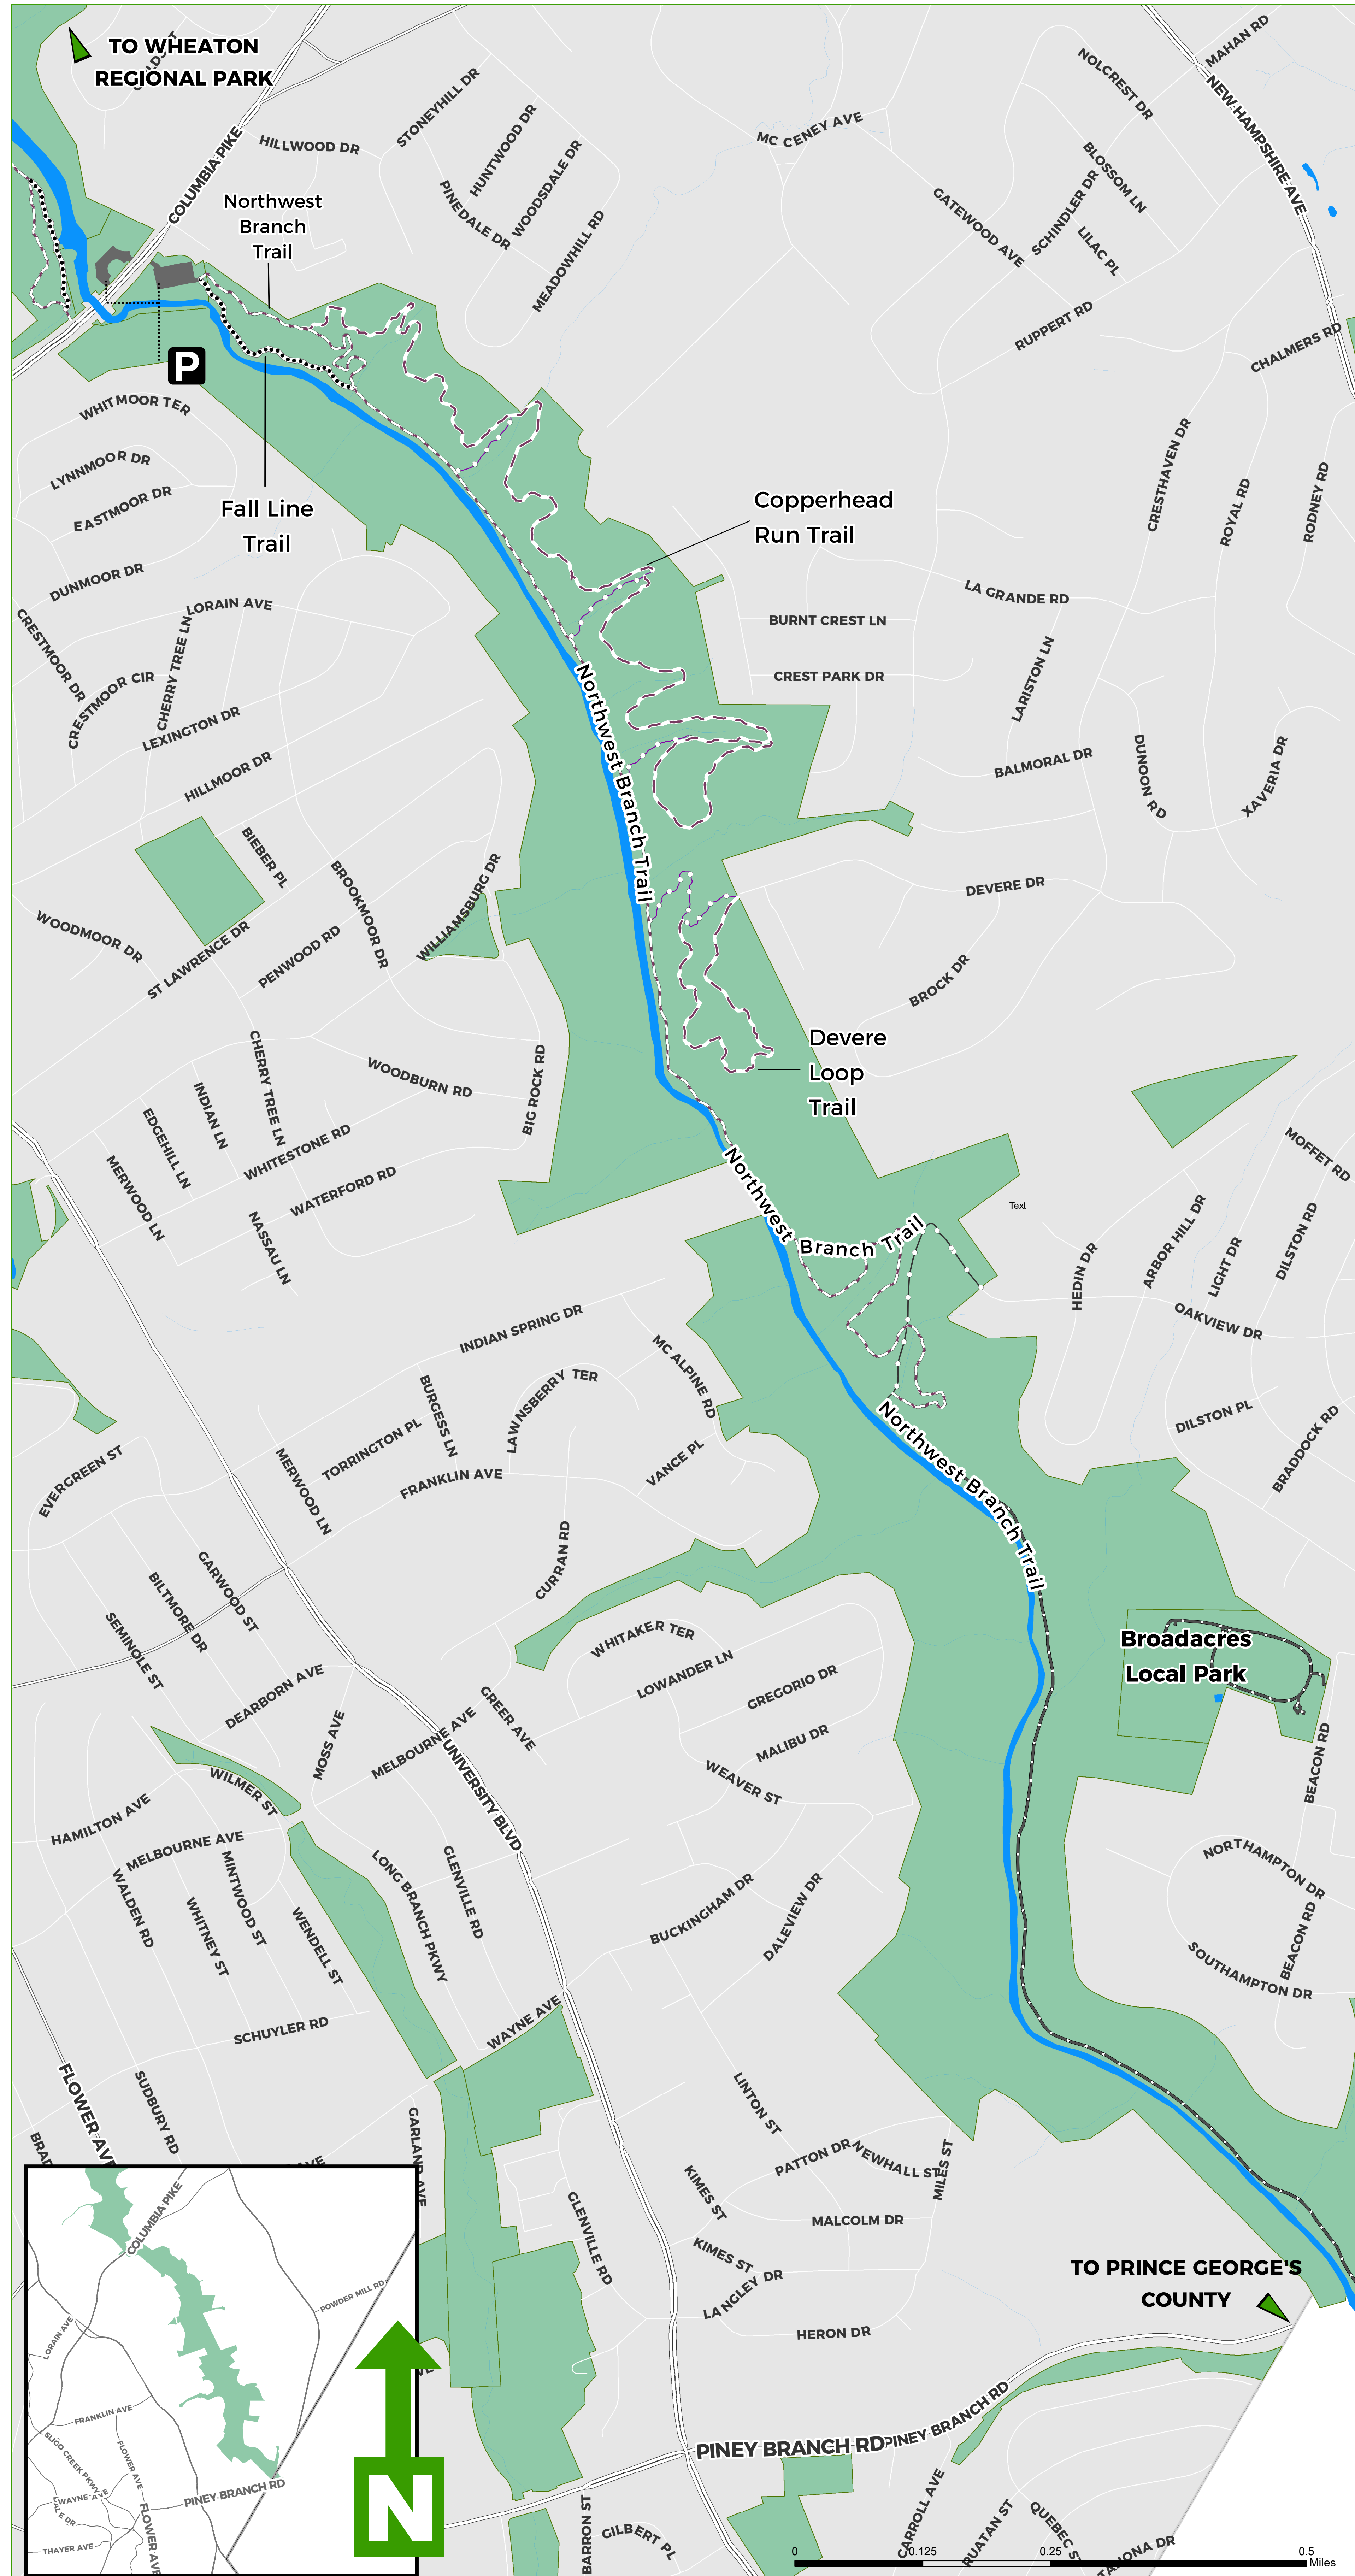 TO WHEATON
REGIONAL PARK
COLUMBIA PIKE
HILLWOOD DR
STONEYHILL DR
HUNTWOOD DR
PINEDALE DR
WOODSDALE DR
MEADOWHILL RD
MC CENEY AVE
NOLCREST DR
MAHAN RD
NEW HAMPSHIRE AVE
BLOSSOM LN
SCHINDLER DR
LILAC PL
GATEWOOD AVE
RUPPERT RD
CHALMERS RD
Northwest
Branch
Trail
P
WHITMOOR TER
LYNNMOOR DR
EASTMOOR DR
DUNMOOR DR
Fall Line
Trail
Copperhead
Run Trail
CRESTHAVEN DR
ROYAL RD
RODNEY RD
CRESTMOOR DR
CRESTMOOR CIR
CHERRY TREE LN
LORAIN AVE
LEXINGTON DR
HILLMOOR DR
LA GRANDE RD
BURNT CREST LN
CREST PARK DR
LARISTON LN
BALMORAL DR
DUNOON RD
XAVERIA DR
Northwest Branch Trail
BIEBER PL
BROOKMOOR DR
WILLIAMSBURG DR
WOODMOOR DR
ST LAWRENCE DR
PENWOOD RD
DEVERE DR
BROCK DR
Devere
Loop
Trail
CHERRY TREE LN
WOODBURN RD
BIG ROCK RD
INDIAN LN
EDGEHILL LN
MERWOOD LN
WHITESTONE RD
WATERFORD RD
NASSAU LN
MOFFET RD
Text
Northwest Branch Trail
HEDIN DR
ARBOR HILL DR
LIGHT DR
DILSTON RD
OAKVIEW DR
INDIAN SPRING DR
MC ALPINE RD
LAWNSBERRY TER
BURGESS LN
TORRINGTON PL
FRANKLIN AVE
MERWOOD LN
VANCE PL
EVERGREEN ST
DILSTON PL
BRADDOCK RD
Northwest Branch Trail
CURRAN RD
GARWOOD ST
BILTMORE DR
SEMINOLE ST
DEARBORN AVE
WHITAKER TER
LOWANDER LN
GREGORIO DR
MALIBU DR
WEAVER ST
Broadacres
Local Park
BEACON RD
GREER AVE
MELBOURNE AVE
MOSS AVE
UNIVERSITY BLVD
WILMER ST
HAMILTON AVE
MELBOURNE AVE
WALDEN RD
MINTWOOD ST
WHITNEY ST
WENDELL ST
LONG BRANCH PKWY
GLENVILLE RD
BUCKINGHAM DR
DALEVIEW DR
NORTHAMPTON DR
BEACON RD
SOUTHAMPTON DR
SCHUYLER RD
WAYNE AVE
FLOWER AVE
SUDBURY RD
GARLAND AVE
LINTON ST
PATTON DR
NEWHALL ST
MILES ST
KIMES ST
MALCOLM DR
KIMES ST
LANGLEY DR
GLENVILLE RD
HERON DR
TO PRINCE GEORGE'S
COUNTY
PINEY BRANCH RD
PINEY BRANCH RD
BARRON ST
GILBERT PL
CARROLL AVE
RUATAN ST
QUEBEC ST
COLUMBIA PIKE
POWDER MILL RD
LORAIN AVE
FRANKLIN AVE
SLIGO CREEK PKWY
FLOWER AVE
WAYNE AVE
PINEY BRANCH RD
FLOWER AVE
THAYER AVE
N
0 0.125 0.25 0.5
Miles